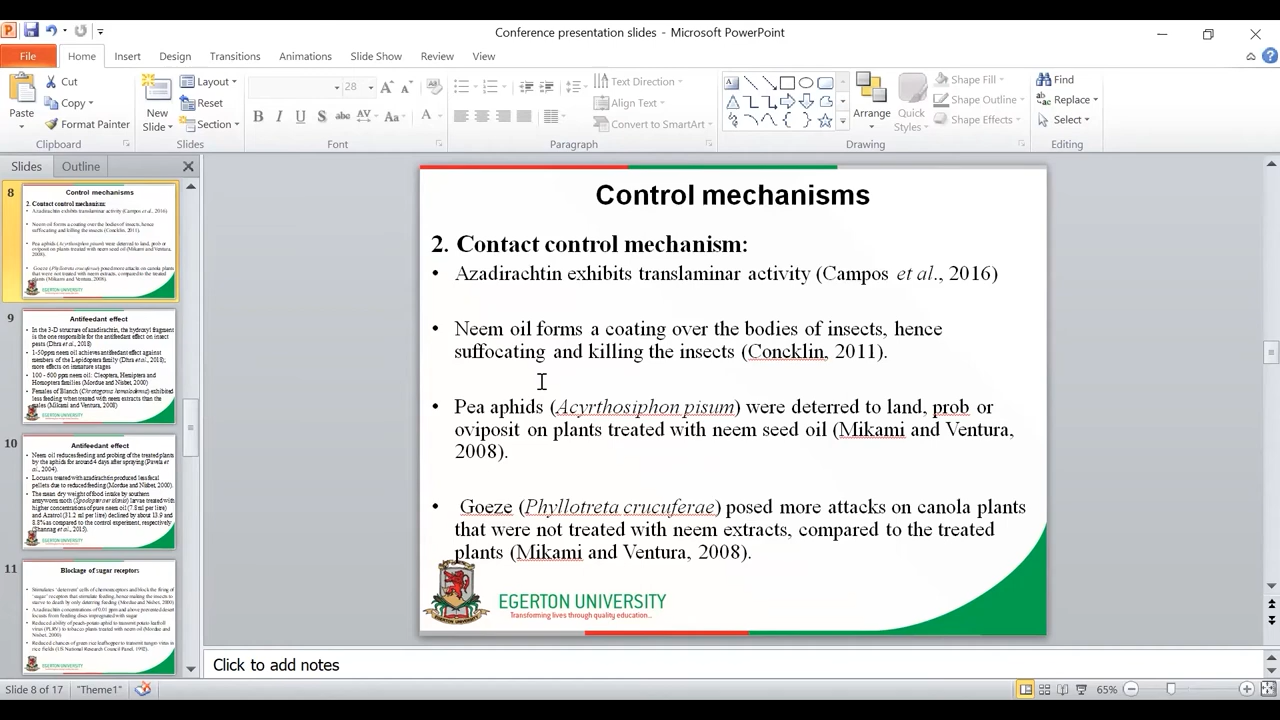 Conference presentation slides - Microsoft PowerPoint
File Home Insert Design Transitions Animations Slide Show Review View
Paste
Cut
Copy
Format Painter
Clipboard
New Slide
Layout
Reset
Section
Slides
28
Font
Text Direction
Align Text
Convert to SmartArt
Paragraph
Arrange
Quick Styles
Shape Fill
Shape Outline
Shape Effects
Drawing
Find
Replace
Select
Editing
Slides Outline
8
Control mechanisms
2. Contact control mechanism:
Azadirachtin exhibits translaminar activity (Campos et al., 2016)
Neem oil forms a coating over the bodies of insects, hence
suffocating and killing the insects (Concklin, 2011).
Pea aphids (Acyrthosiphon pisum) were deterred to land, prob or
oviposit on plants treated with neem seed oil (Mikami and Ventura,
2008).
Goeze (Phyllotreta cruciferae) posed more attacks on canola plants
that were not treated with neem extracts, compared to the treated
plants (Mikami and Ventura, 2008).
EGERTON UNIVERSITY
9
Antifeedant effect
In the 3-D structure of azadirachtin, the hydroxyl fragment
is the one responsible for the antifeedant effect on insect
pests (Dhra et al., 2018)
1-50ppm neem oil achieves antifeedant effect against
members of the Lepidoptera family (Dhra et al., 2018);
more effects on immature stages
100 - 600 ppm neem oil: Cleoptera, Hemiptera and
Homoptera families (Mordue and Nisbet, 2000)
less feeding when treated with neem extracts than the
males (Mikami and Ventura, 2008)
EGERTON UNIVERSITY
10
Antifeedant effect
Neem oil reduces feeding and probing of the treated plants
by the aphids for around 4 days after spraying (Pavela et
al., 2004).
Locusts treated with azadirachtin produced less fecal
pellets due to reduced feeding (Mordue and Nisbet, 2000).
The mean dry weight of food intake by southern
armyworm moth (Spodoptera eridania) larvae treated with
higher concentrations of pure neem oil (7.8 ml per litre)
and Azatrol (31.2 ml per litre) declined by about 13.9 and
8.8% as compared to the control experiment, respectively
(Shannag et al., 2015).
EGERTON UNIVERSITY
11
Blockage of sugar receptors
Stimulates 'deterrent' cells of chemoreceptors and block the firing of
'sugar' receptors that stimulate feeding, hence making the insects to
starve to death by only deterring feeding (Mordue and Nisbet, 2000)
Azadirachtin concentrations of 0.01 ppm and above prevented desert
locusts from feeding discs impregnated with sugar
Reduced ability of peach-potato aphid to transmit potato leafroll
virus (PLRV) to tobacco plants treated with neem oil (Mordue and
Nisbet, 2000)
Reduced chances of green rice leafhopper to transmit tungro virus in
rice fields (US National Research Council Panel, 1992).
EGERTON UNIVERSITY
Control mechanisms
2. Contact control mechanism:
• Azadirachtin exhibits translaminar activity (Campos et al., 2016)
• Neem oil forms a coating over the bodies of insects, hence
suffocating and killing the insects (Concklin, 2011).
• Pea aphids (Acyrthosiphon pisum) were deterred to land, prob or
oviposit on plants treated with neem seed oil (Mikami and Ventura,
2008).
• Goeze (Phyllotreta cruciferae) posed more attacks on canola plants
that were not treated with neem extracts, compared to the treated
plants (Mikami and Ventura, 2008).
EGERTON UNIVERSITY
Transforming lives through quality education...
Click to add notes
Slide 8 of 17 "Theme1" 65%